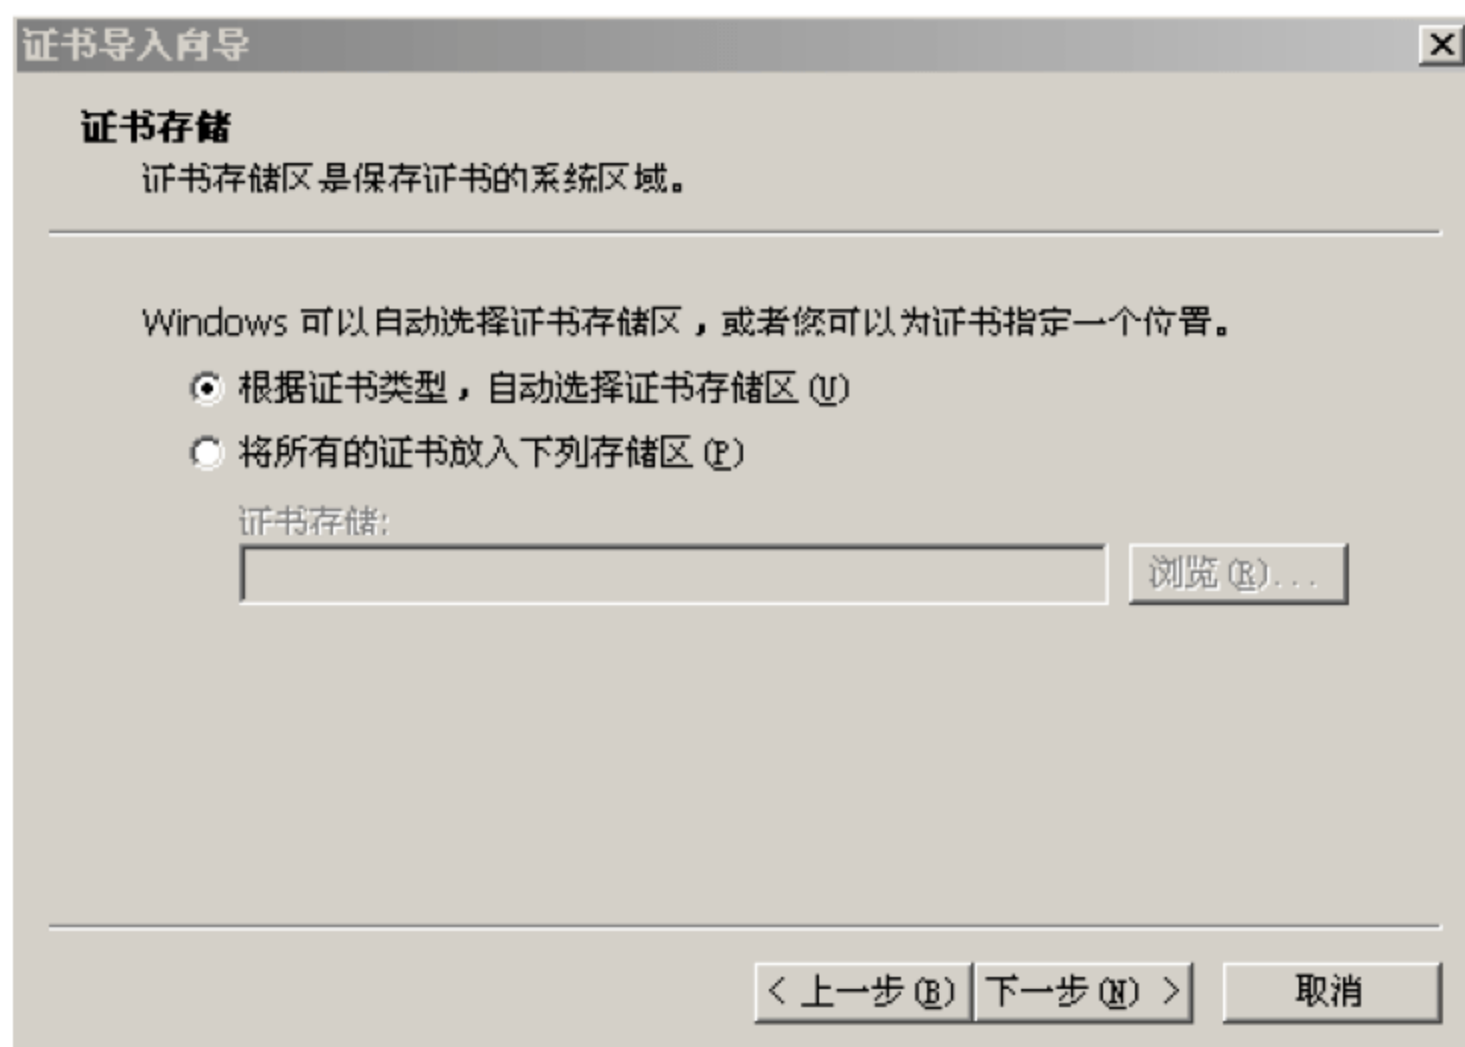 证书导入向导
证书存储
证书存储区是保存证书的系统区域。
Windows 可以自动选择证书存储区，或者您可以为证书指定一个位置。
根据证书类型，自动选择证书存储区(U)
将所有的证书放入下列存储区(P)
证书存储:
浏览(R)...
< 上一步(B) 下一步(N) > 取消